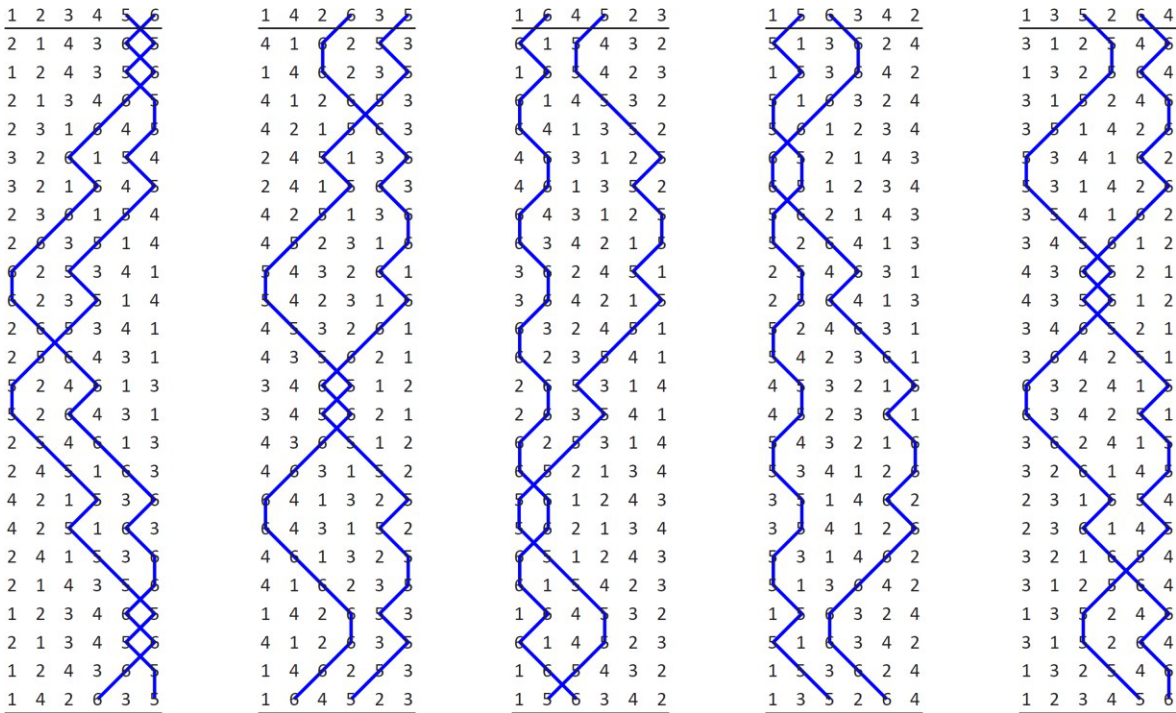 1 2 3 4 5 6 1 4 2 6 3 5 1 6 4 5 2 3 1 5 6 3 4 2 1 3 5 2 6 4
2 1 4 3 6 5 4 1 6 2 5 3 6 1 5 4 3 2 5 1 3 6 2 4 3 1 2 5 4 6
1 2 4 3 5 6 1 4 6 2 3 5 1 6 5 4 2 3 1 5 3 6 4 2 1 3 2 5 6 4
2 1 3 4 6 5 4 1 2 6 5 3 6 1 4 5 3 2 5 1 6 3 2 4 3 1 5 2 4 6
2 3 1 6 4 5 4 2 1 5 6 3 6 4 1 3 5 2 5 6 1 2 3 4 3 5 1 4 2 6
3 2 6 1 5 4 2 4 5 1 3 6 4 6 3 1 2 5 6 5 2 1 4 3 5 3 4 1 6 2
3 2 1 6 4 5 2 4 1 5 6 3 4 6 1 3 5 2 6 5 1 2 3 4 5 3 1 4 2 6
2 3 6 1 5 4 4 2 5 1 3 6 6 4 3 1 2 5 5 6 2 1 4 3 3 5 4 1 6 2
2 6 3 5 1 4 4 5 2 3 1 6 6 3 4 2 1 5 5 2 6 4 1 3 3 4 5 6 1 2
6 2 5 3 4 1 5 4 3 2 6 1 3 6 2 4 5 1 2 5 4 6 3 1 4 3 6 5 2 1
6 2 3 5 1 4 5 4 2 3 1 6 3 6 4 2 1 5 2 5 6 4 1 3 4 3 5 6 1 2
2 6 5 3 4 1 4 5 3 2 6 1 6 3 2 4 5 1 5 2 4 6 3 1 3 4 6 5 2 1
2 5 6 4 3 1 4 3 5 6 2 1 6 2 3 5 4 1 5 4 2 3 6 1 3 6 4 2 5 1
5 2 4 6 1 3 3 4 6 5 1 2 2 6 5 3 1 4 4 5 3 2 1 6 6 3 2 4 1 5
5 2 6 4 3 1 3 4 5 6 2 1 2 6 3 5 4 1 4 5 2 3 6 1 6 3 4 2 5 1
2 5 4 6 1 3 4 3 6 5 1 2 6 2 5 3 1 4 5 4 3 2 1 6 3 6 2 4 1 5
2 4 5 1 6 3 4 6 3 1 5 2 6 5 2 1 3 4 5 3 4 1 2 6 3 2 6 1 4 5
4 2 1 5 3 6 6 4 1 3 2 5 5 6 1 2 4 3 3 5 1 4 6 2 2 3 1 6 5 4
4 2 5 1 6 3 6 4 3 1 5 2 5 6 2 1 3 4 3 5 4 1 2 6 2 3 6 1 4 5
2 4 1 5 3 6 4 6 1 3 2 5 6 5 1 2 4 3 5 3 1 4 6 2 3 2 1 6 5 4
2 1 4 3 5 6 4 1 6 2 3 5 6 1 5 4 2 3 5 1 3 6 4 2 3 1 2 5 6 4
1 2 3 4 6 5 1 4 2 6 5 3 1 6 4 5 3 2 1 5 6 3 2 4 1 3 5 2 4 6
2 1 3 4 5 6 4 1 2 6 3 5 6 1 4 5 2 3 5 1 6 3 4 2 3 1 5 2 6 4
1 2 4 3 6 5 1 4 6 2 5 3 1 6 5 4 3 2 1 5 3 6 2 4 1 3 2 5 4 6
1 4 2 6 3 5 1 6 4 5 2 3 1 5 6 3 4 2 1 3 5 2 6 4 1 2 3 4 5 6